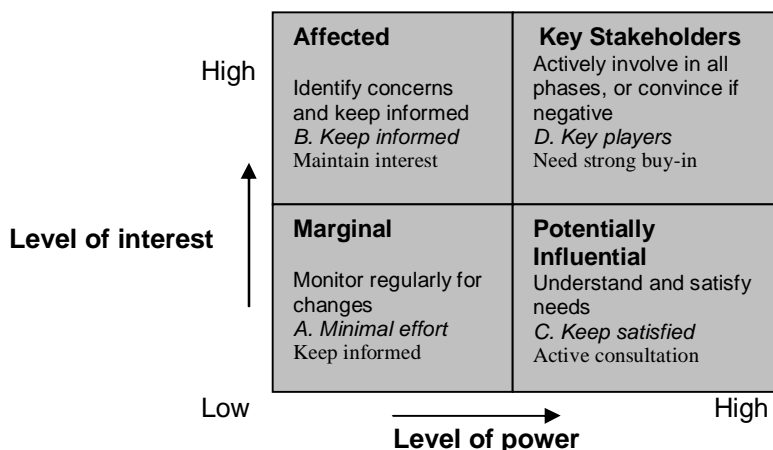 Affected
Identify concerns
and keep informed
B. Keep informed
Maintain interest
Key Stakeholders
Actively involve in all
phases, or convince if
negative
D. Key players
Need strong buy-in
High
Level of interest
Marginal
Monitor regularly for
changes
A. Minimal effort
Keep informed
Potentially
Influential
Understand and satisfy
needs
C. Keep satisfied
Active consultation
Low
High
Level of power